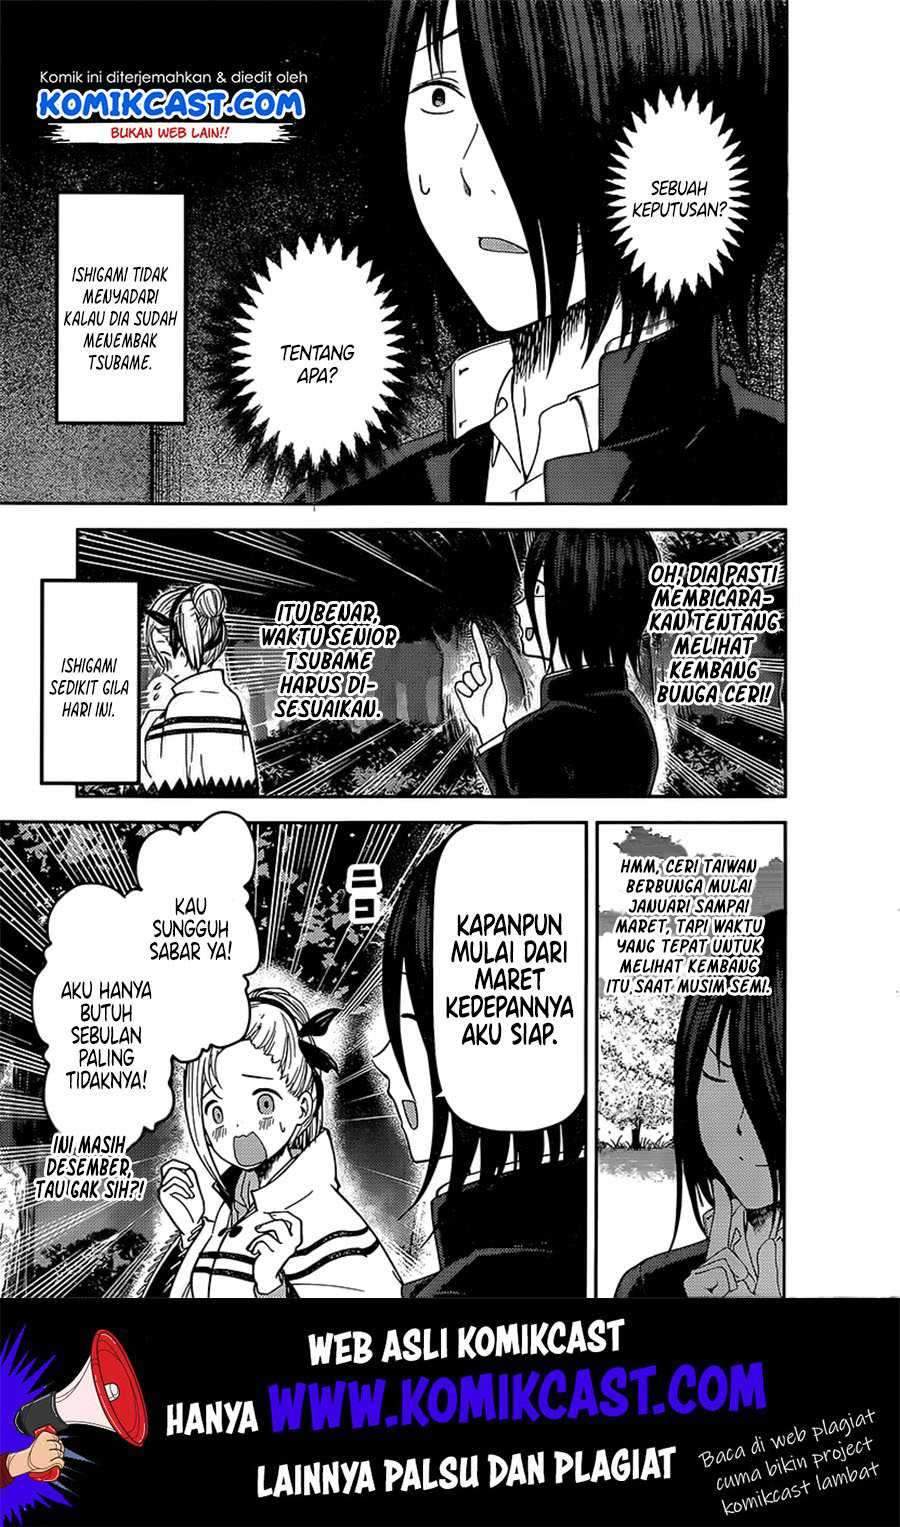 Komik ini diterjemahkan & diedit oleh
KOMIKCAST.COM
BUKAN WEB LAIN!!
SEBUAH
KEPUTUSAN?
TENTANG
APA?
ISHIGAMI TIDAK
MENYADARI
KALAU DIA SUDAH
MENEMBAK
TSUBAME.
OH, DIA PASTI
MEMBICARA-
KAN TENTANG
MELIHAT
KEMBANG
BUNGA CERI!
ITU BENAR,
WAKTU SENIOR
TSUBAME
HARUS DI-
SESUAIKAN.
ISHIGAMI
SEDIKIT GILA
HARI INI.
HMM, CERI TAIWAN
BERBUNGA MULAI
JANUARI SAMPAI
MARET, TAPI WAKTU
YANG TEPAT UNTUK
MELIHAT KEMBANG
ITU SAAT MUSIM SEMI.
KAPANPUN
MULAI DARI
MARET
KEDEPANNYA
AKU SIAP.
ニコ
KAU
SUNGGUH
SABAR YA!
AKU HANYA
BUTUH
SEBULAN
PALING
TIDAKNYA!
INI MASIH
DESEMBER,
TAU GAK SIH?!
WEB ASLI KOMIKCAST
HANYA WWW.KOMIKCAST.COM
LAINNYA PALSU DAN PLAGIAT
Baca di web plagiat
cuma bikin project
komikcast lambat